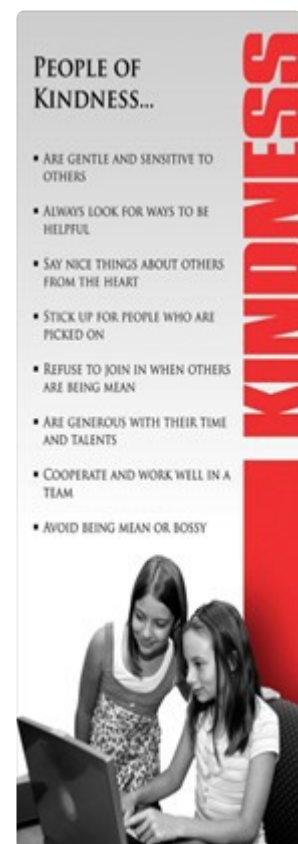 PEOPLE OF
KINDNESS...
▪ ARE GENTLE AND SENSITIVE TO
OTHERS
▪ ALWAYS LOOK FOR WAYS TO BE
HELPFUL
▪ SAY NICE THINGS ABOUT OTHERS
FROM THE HEART
▪ STICK UP FOR PEOPLE WHO ARE
PICKED ON
▪ REFUSE TO JOIN IN WHEN OTHERS
ARE BEING MEAN
▪ ARE GENEROUS WITH THEIR TIME
AND TALENTS
▪ COOPERATE AND WORK WELL IN A
TEAM
▪ AVOID BEING MEAN OR BOSSY
KINDNESS